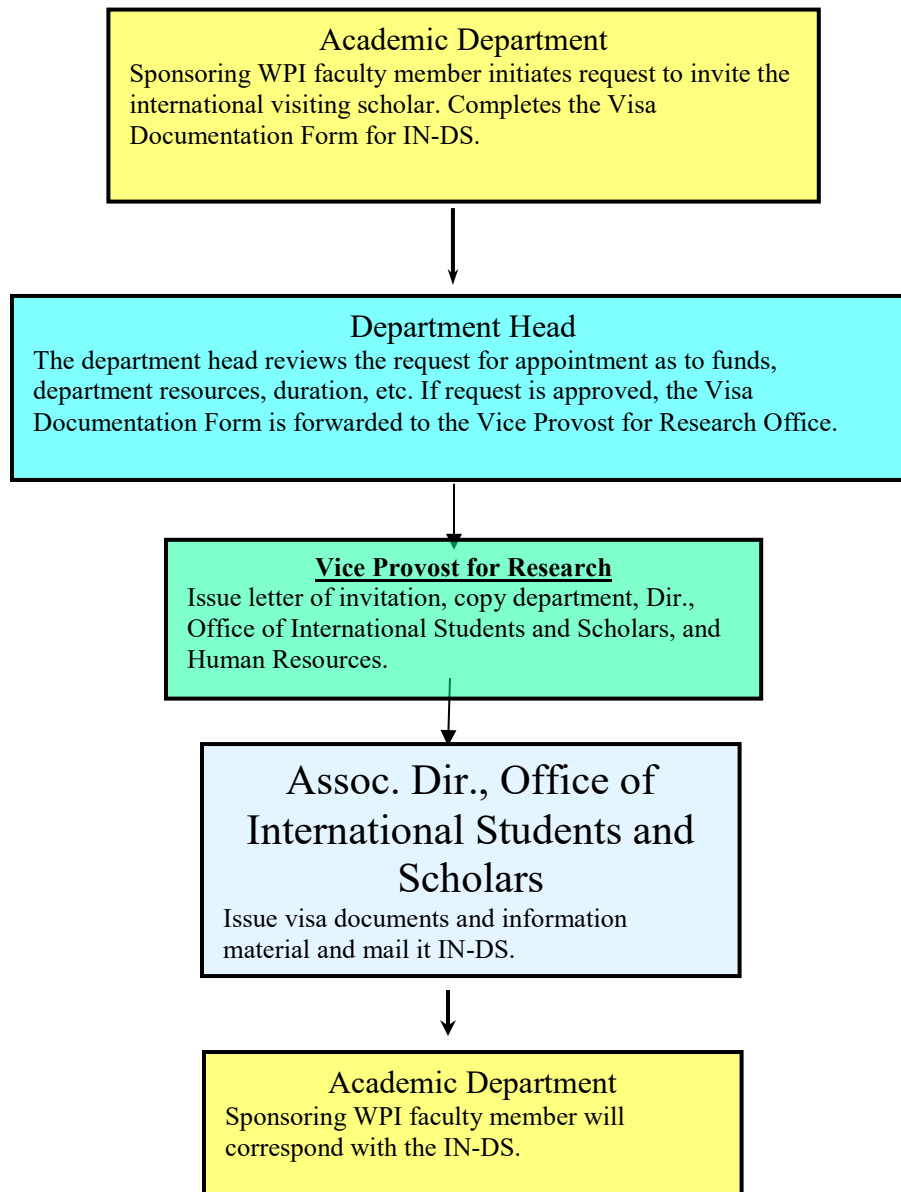 Academic Department
Sponsoring WPI faculty member initiates request to invite the
international visiting scholar. Completes the Visa
Documentation Form for IN-DS.
Department Head
The department head reviews the request for appointment as to funds,
department resources, duration, etc. If request is approved, the Visa
Documentation Form is forwarded to the Vice Provost for Research Office.
Vice Provost for Research
Issue letter of invitation, copy department, Dir.,
Office of International Students and Scholars, and
Human Resources.
Assoc. Dir., Office of
International Students and
Scholars
Issue visa documents and information
material and mail it IN-DS.
Academic Department
Sponsoring WPI faculty member will
correspond with the IN-DS.